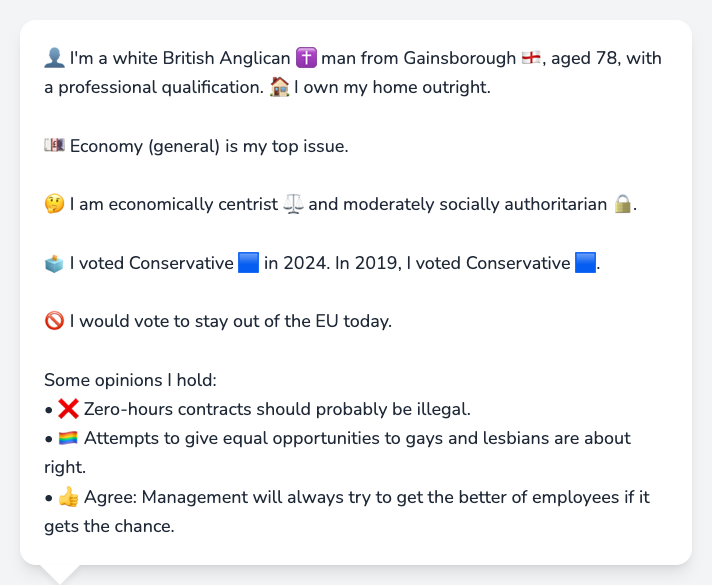 👤 I'm a white British Anglican ✝️ man from Gainsborough 🏴󠁧󠁢󠁥󠁮󠁧󠁿, aged 78, with
a professional qualification. 🏠 I own my home outright.
💷 Economy (general) is my top issue.
🤔 I am economically centrist ⚖️ and moderately socially authoritarian 🔒.
🗳️ I voted Conservative 🟦 in 2024. In 2019, I voted Conservative 🟦.
🚫 I would vote to stay out of the EU today.
Some opinions I hold:
• ❌ Zero-hours contracts should probably be illegal.
• 🏳️‍🌈 Attempts to give equal opportunities to gays and lesbians are about
right.
• 👍 Agree: Management will always try to get the better of employees if it
gets the chance.